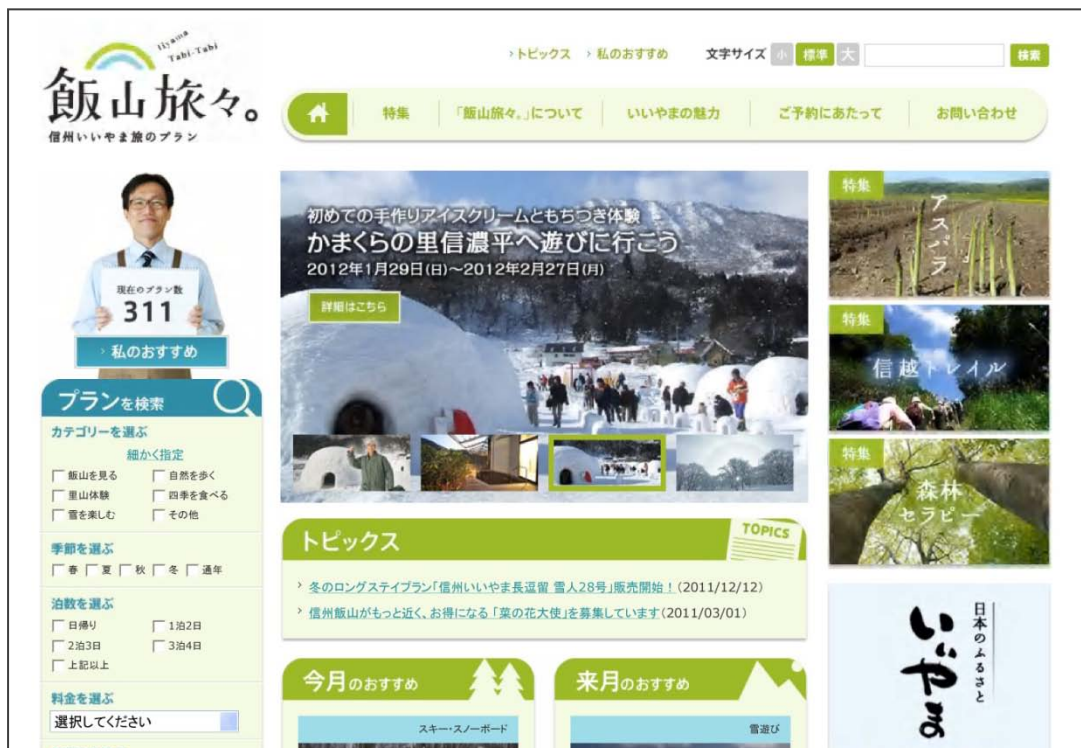 Iiyama
Tabi-Tabi
飯山旅々。
信州いいやま旅のプラン
›トピックス ›私のおすすめ 文字サイズ 小 標準 大 検索
特集 「飯山旅々。」について いいやまの魅力 ご予約にあたって お問い合わせ
現在のプラン数
311
›私のおすすめ
プランを検索
カテゴリーを選ぶ
細かく指定
飯山を見る 自然を歩く
里山体験 四季を食べる
雪を楽しむ その他
季節を選ぶ
春 夏 秋 冬 通年
泊数を選ぶ
日帰り 1泊2日
2泊3日 3泊4日
上記以上
料金を選ぶ
選択してください
初めての手作りアイスクリームともちつき体験
かまくらの里信濃平へ遊びに行こう
2012年1月29日(日)～2012年2月27日(月)
詳細はこちら
トピックス
TOPICS
› 冬のロングステイプラン「信州いいやま長逗留 雪人28号」販売開始！(2011/12/12)
› 信州飯山がもっと近く、お得になる「菜の花大使」を募集しています(2011/03/01)
今月のおすすめ
スキー・スノーボード
来月のおすすめ
雪遊び
特集
アスパラ
特集
信越トレイル
特集
森林
セラピー
日本のふるさと
いいやま